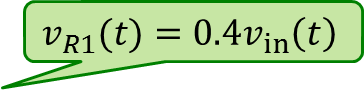 v_{R1}(t) = 0.4v_{in}(t)